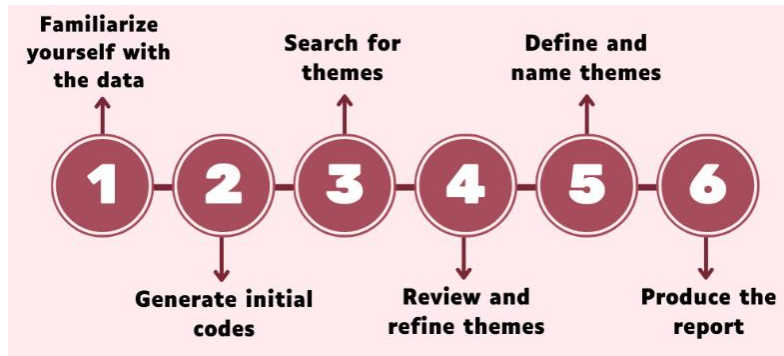 Familiarize
yourself with
the data
Search for
themes
Define and
name themes
1
2
3
4
5
6
Generate initial
codes
Review and
refine themes
Produce the
report